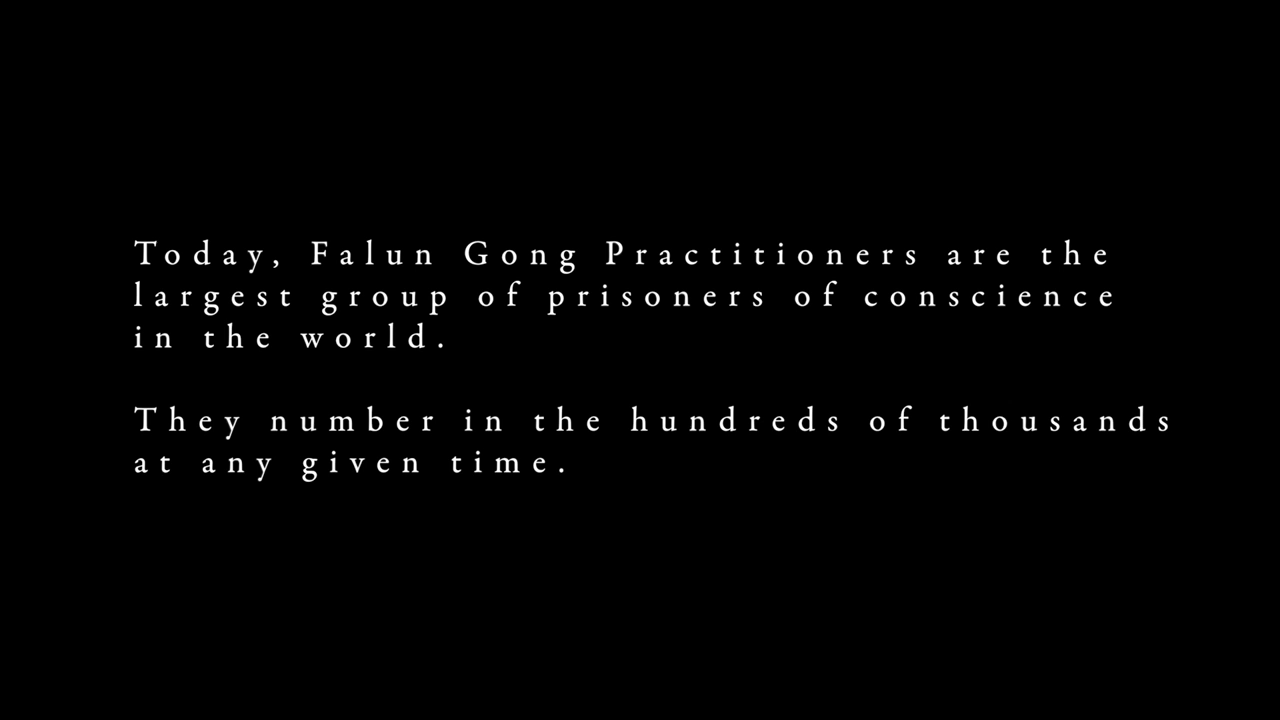 Today, Falun Gong Practitioners are the
largest group of prisoners of conscience
in the world.
They number in the hundreds of thousands
at any given time.